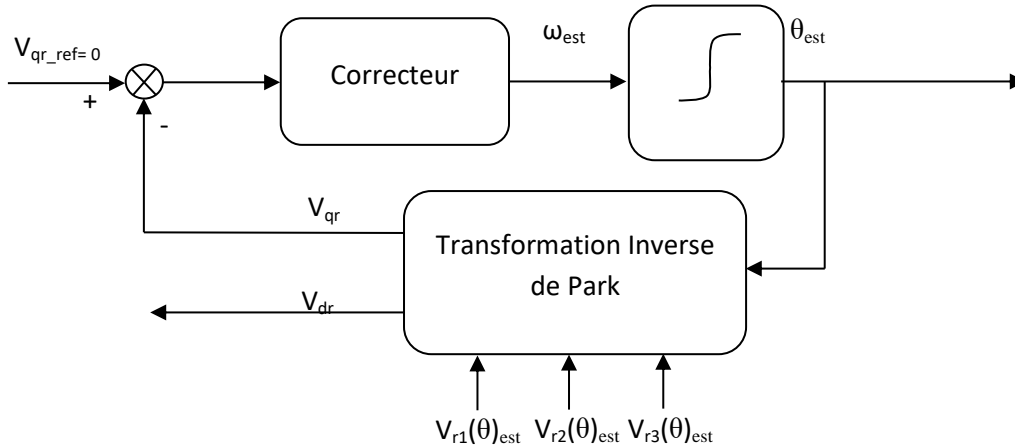 V_qr_ref= 0
+
-
Correcteur
ω_est
θ_est
V_qr
V_dr
Transformation Inverse
de Park
V_r1(θ)_est V_r2(θ)_est V_r3(θ)_est